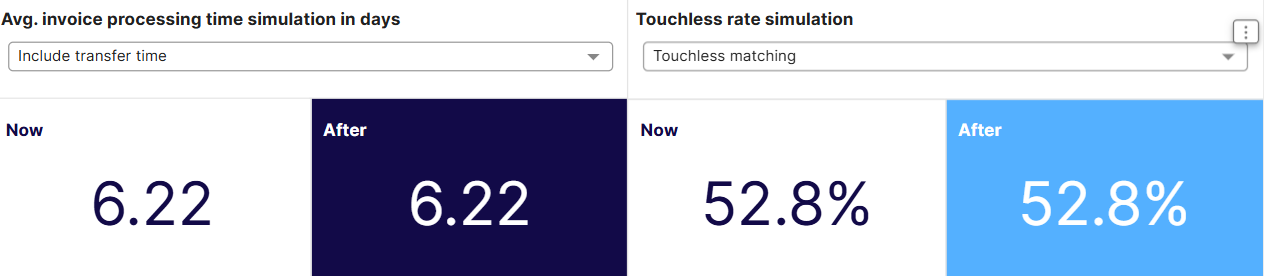 Avg. invoice processing time simulation in days
Include transfer time
Touchless rate simulation
Touchless matching
Now
After
6.22
6.22
Now
After
52.8%
52.8%